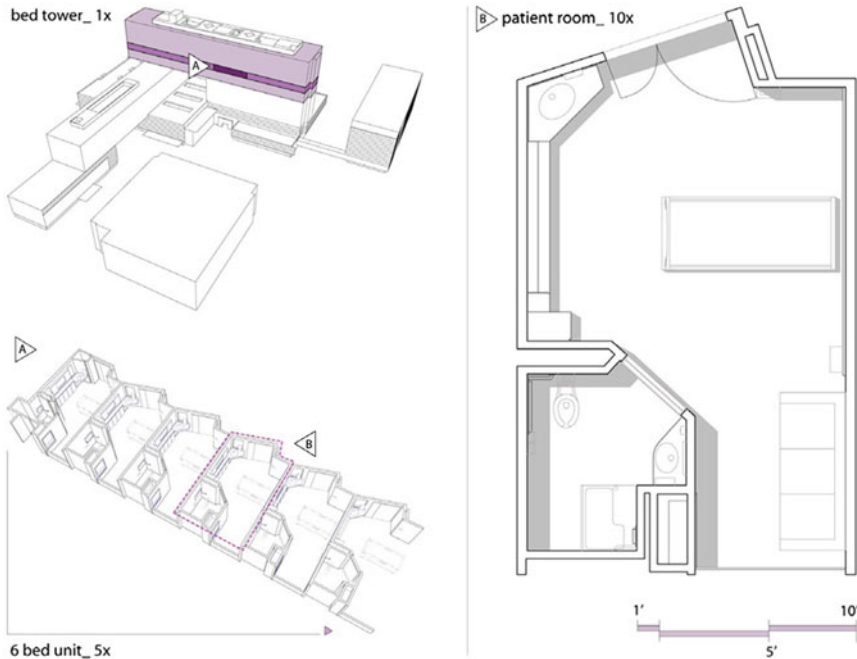 bed tower_ 1x
A
A
B
6 bed unit_ 5x
B patient room_ 10x
1' 10'
5'